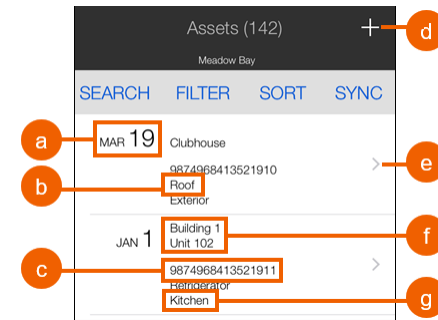 Assets (142)
Meadow Bay
SEARCH FILTER SORT SYNC
MAR 19 Clubhouse
9874968413521910
Roof
Exterior
JAN 1 Building 1
Unit 102
9874968413521911
Refrigerator
Kitchen
a
b
c
d
e
f
g